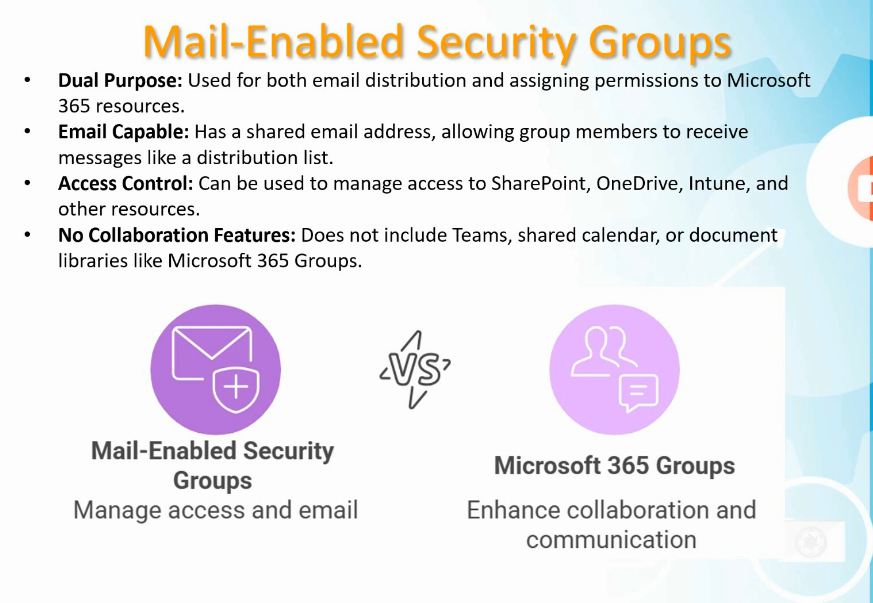 Mail-Enabled Security Groups
• Dual Purpose: Used for both email distribution and assigning permissions to Microsoft
365 resources.
• Email Capable: Has a shared email address, allowing group members to receive
messages like a distribution list.
• Access Control: Can be used to manage access to SharePoint, OneDrive, Intune, and
other resources.
• No Collaboration Features: Does not include Teams, shared calendar, or document
libraries like Microsoft 365 Groups.
VS
Mail-Enabled Security
Groups
Manage access and email
Microsoft 365 Groups
Enhance collaboration and
communication